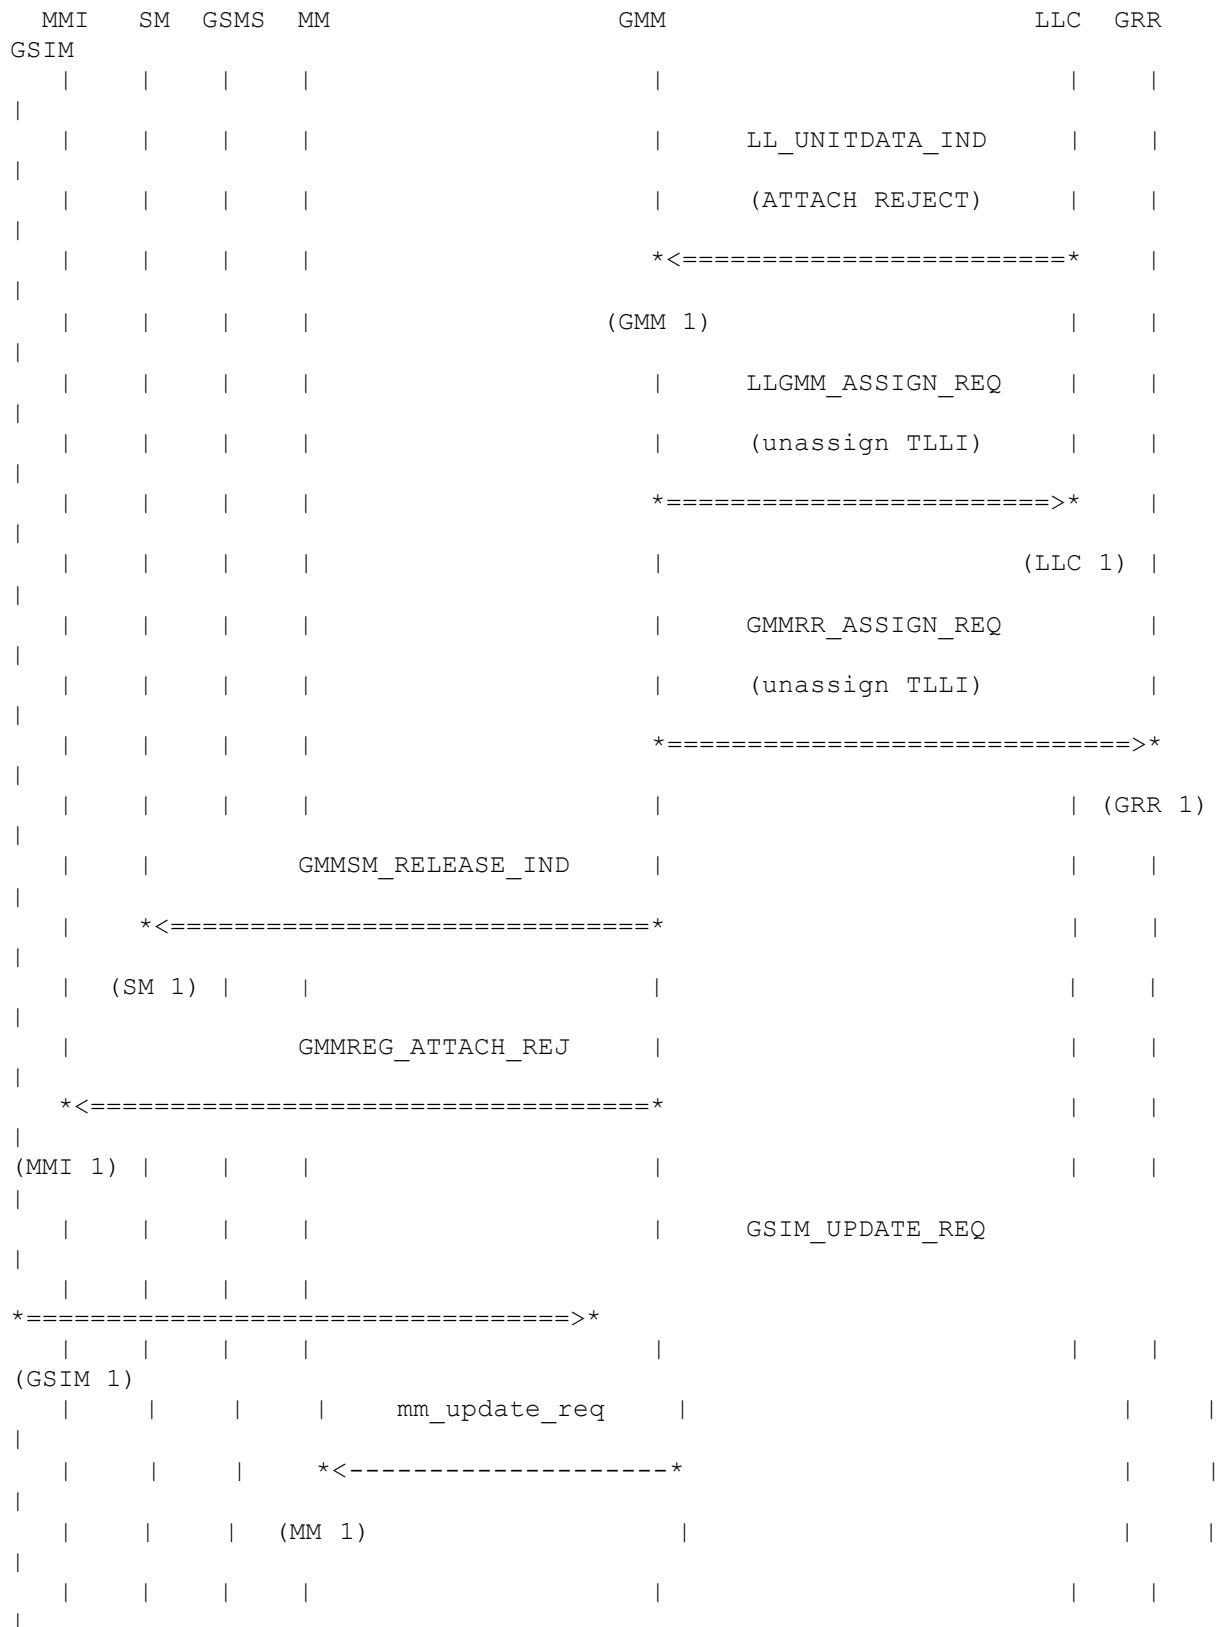 MMI   SM  GSMS  MM                  GMM                       LLC  GRR
GSIM
   |    |    |    |                     |                         |    |
|
   |    |    |    |                     |     LL_UNITDATA_IND     |    |
|
   |    |    |    |                     |     (ATTACH REJECT)     |    |
|
   |    |    |    |                     *<========================*    |
|
   |    |    |    |                  (GMM 1)                      |    |
|
   |    |    |    |                     |     LLGMM_ASSIGN_REQ    |    |
|
   |    |    |    |                     |     (unassign TLLI)     |    |
|
   |    |    |    |                     *========================>*    |
|
   |    |    |    |                     |                      (LLC 1) |
|
   |    |    |    |                     |     GMMRR_ASSIGN_REQ         |
|
   |    |    |    |                     |     (unassign TLLI)          |
|
   |    |    |    |                     *=============================>*
|
   |    |    |    |                     |                         | (GRR 1)
|
   |    |         GMMSM_RELEASE_IND     |                         |    |
|
   |    *<==============================*                         |    |
|
   |  (SM 1) |    |                     |                         |    |
|
   |              GMMREG_ATTACH_REJ     |                         |    |
|
   *<===================================*                         |    |
|
(MMI 1) |    |    |                     |                         |    |
|
   |    |    |    |                     |     GSIM_UPDATE_REQ
|
   |    |    |    |
*==================================>*
   |    |    |    |                     |                         |    |
(GSIM 1)
   |    |    |    |    mm_update_req    |                         |    |
|
   |    |    |    *<--------------------*                         |    |
|
   |    |    |  (MM 1)                  |                         |    |
|
   |    |    |    |                     |                         |    |
|